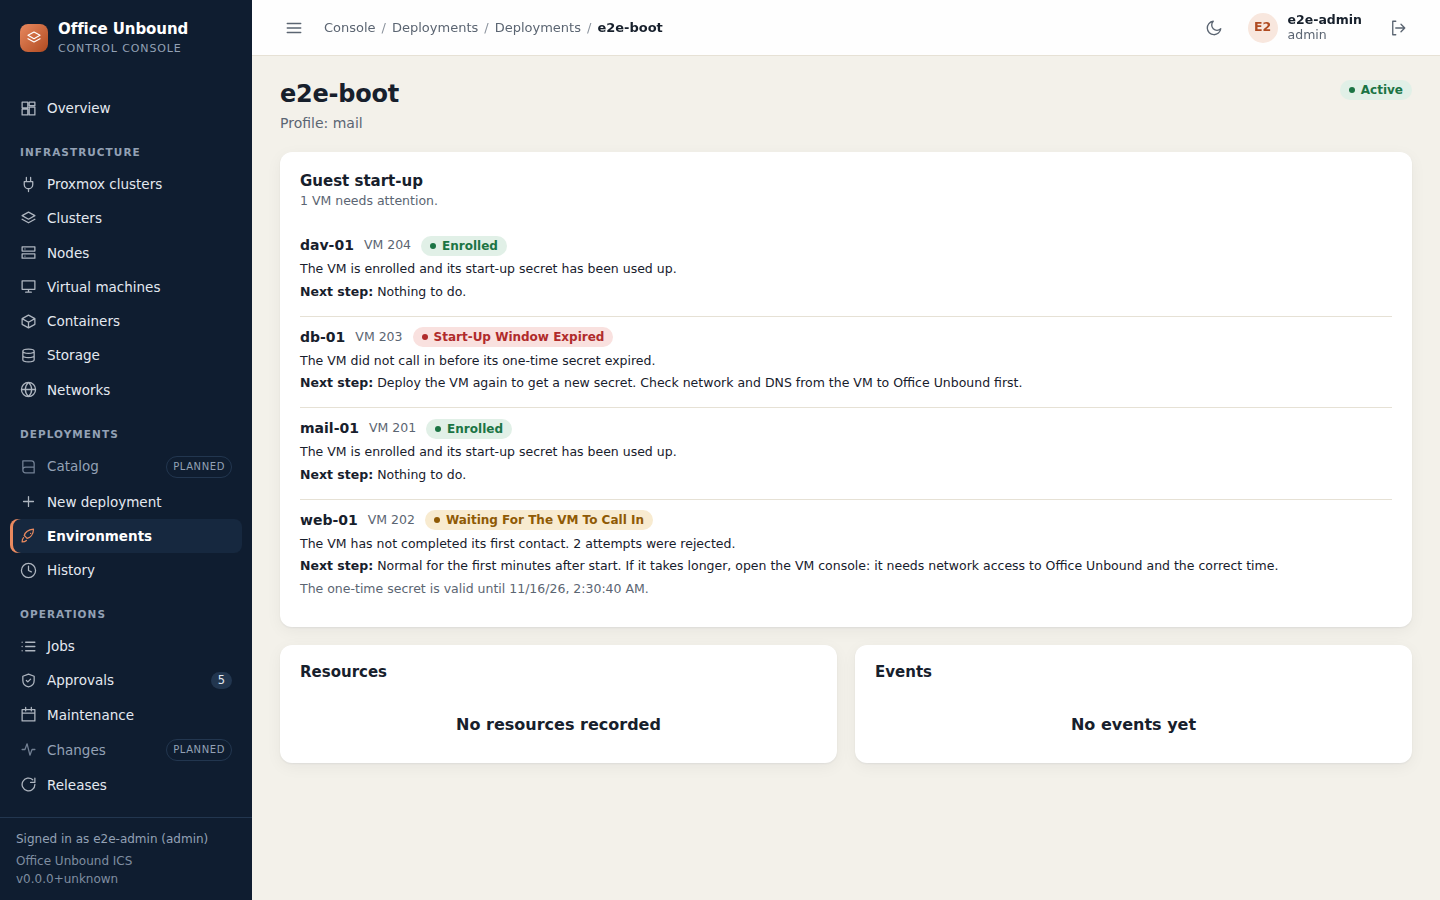 Office Unbound
CONTROL CONSOLE
Overview
INFRASTRUCTURE
Proxmox clusters
Clusters
Nodes
Virtual machines
Containers
Storage
Networks
DEPLOYMENTS
Catalog PLANNED
New deployment
Environments
History
OPERATIONS
Jobs
Approvals 5
Maintenance
Changes PLANNED
Releases
Signed in as e2e-admin (admin)
Office Unbound ICS
v0.0.0+unknown
Console / Deployments / Deployments / e2e-boot
E2
e2e-admin
admin
e2e-boot
Active
Profile: mail
Guest start-up
1 VM needs attention.
dav-01 VM 204 Enrolled
The VM is enrolled and its start-up secret has been used up.
Next step: Nothing to do.
db-01 VM 203 Start-Up Window Expired
The VM did not call in before its one-time secret expired.
Next step: Deploy the VM again to get a new secret. Check network and DNS from the VM to Office Unbound first.
mail-01 VM 201 Enrolled
The VM is enrolled and its start-up secret has been used up.
Next step: Nothing to do.
web-01 VM 202 Waiting For The VM To Call In
The VM has not completed its first contact. 2 attempts were rejected.
Next step: Normal for the first minutes after start. If it takes longer, open the VM console: it needs network access to Office Unbound and the correct time.
The one-time secret is valid until 11/16/26, 2:30:40 AM.
Resources
No resources recorded
Events
No events yet